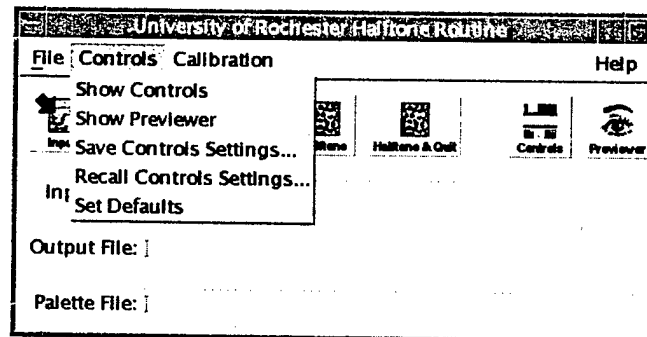 University of Rochester Halftone Routine
File Controls Calibration Help
Show Controls
Show Previewer
Save Controls Settings...
Recall Controls Settings...
Set Defaults
Halftone & Quit Controls Previewer
Output File:
Palette File: